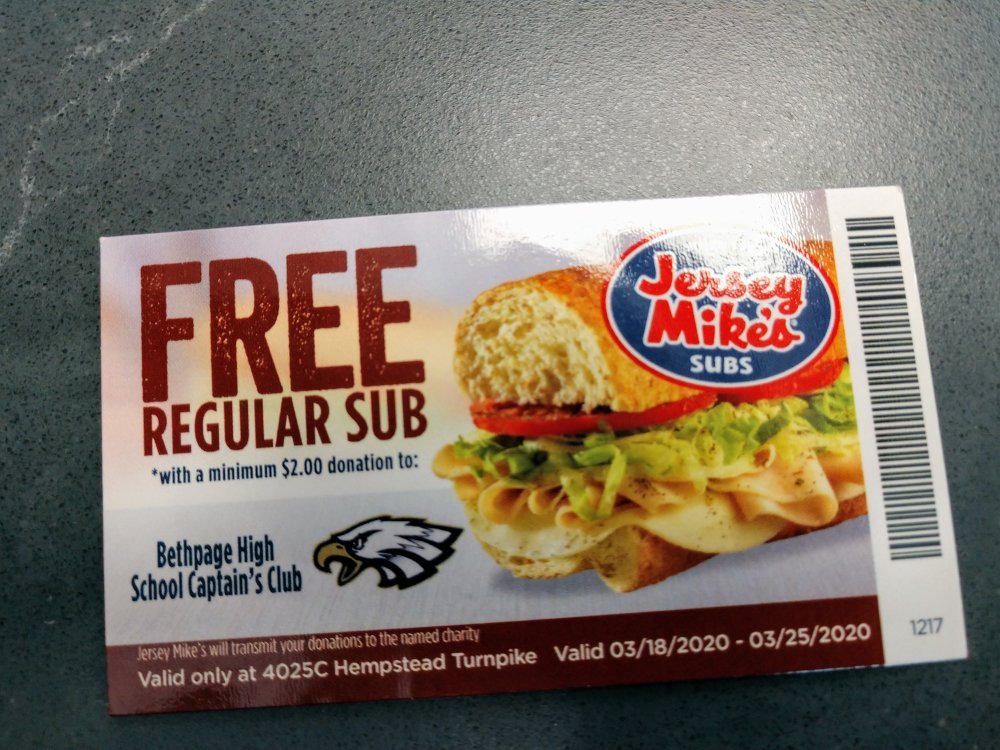 FREE
REGULAR SUB
*with a minimum $2.00 donation to:
Bethpage High
School Captain's Club
Jersey
Mike's
SUBS
Jersey Mike's will transmit your donations to the named charity
Valid only at 4025C Hempstead Turnpike Valid 03/18/2020 - 03/25/2020
1217